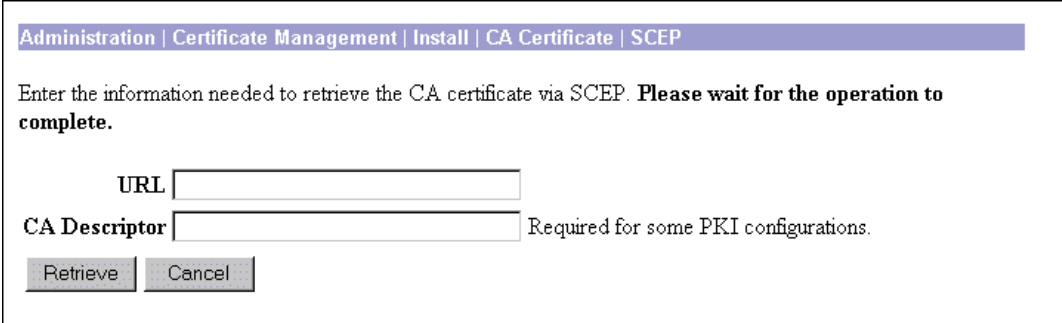 Administration | Certificate Management | Install | CA Certificate | SCEP
Enter the information needed to retrieve the CA certificate via SCEP. Please wait for the operation to
complete.
URL
CA Descriptor Required for some PKI configurations.
Retrieve Cancel